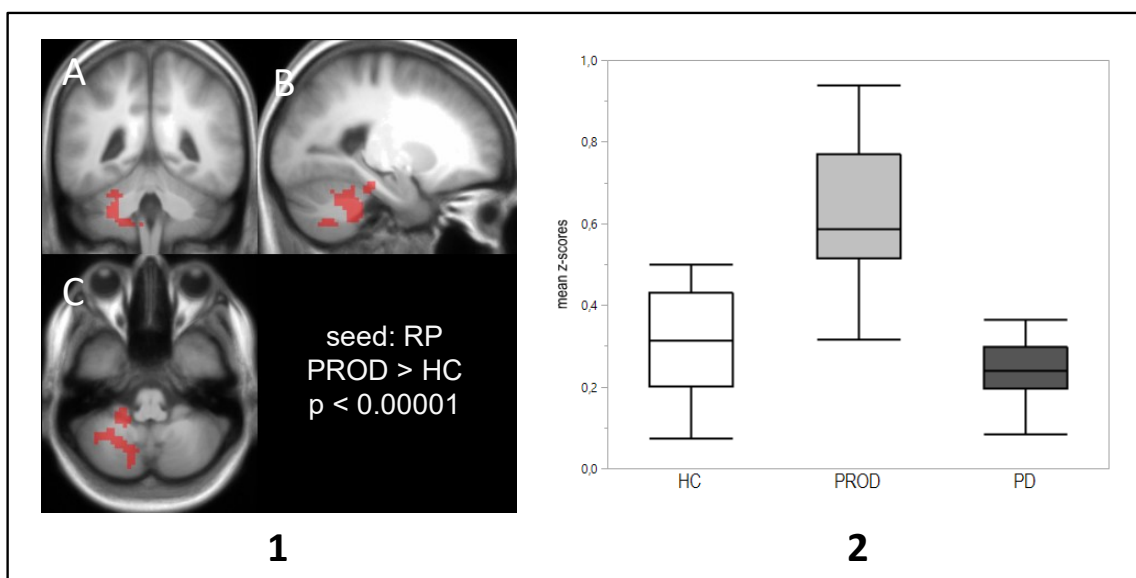 A
B
C
seed: RP
PROD > HC
p < 0.00001
1
1,0
0,8
0,6
0,4
0,2
0,0
mean z-scores
HC PROD PD
2